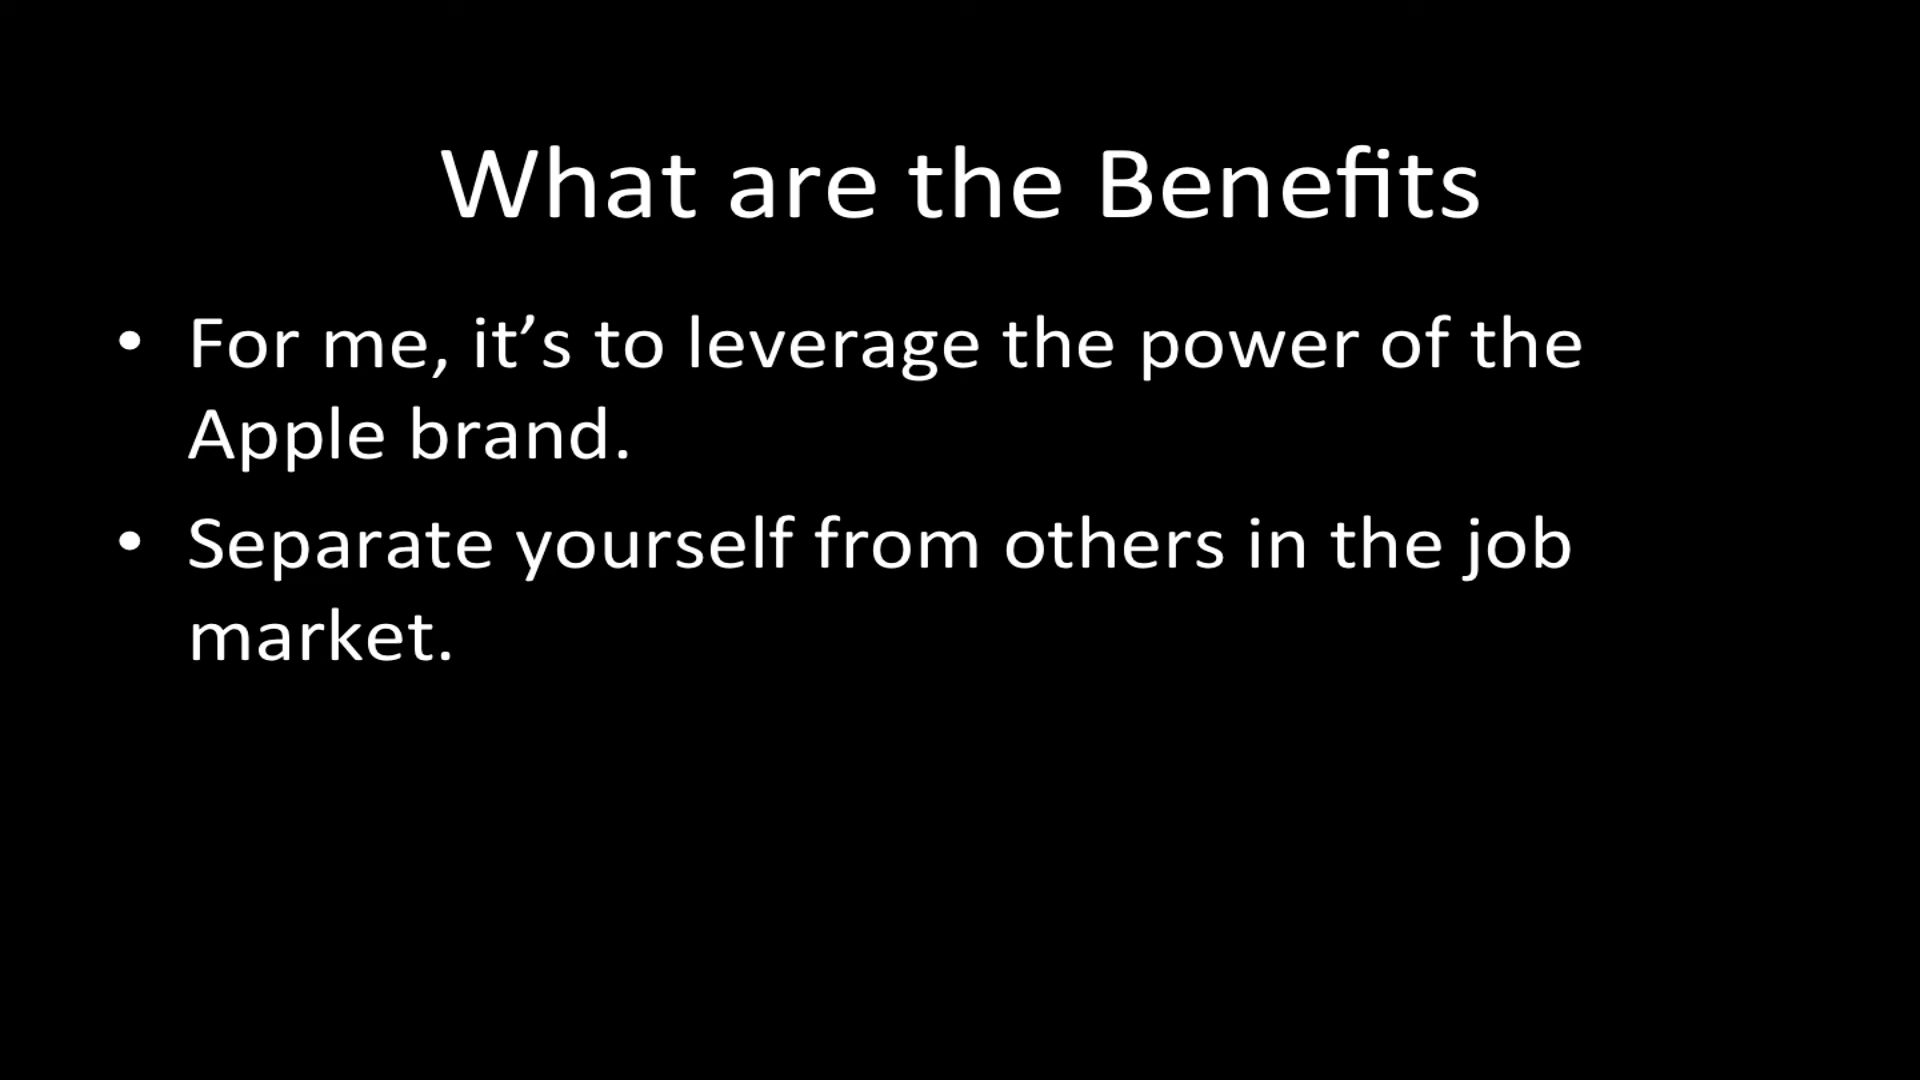 What are the Benefits
• For me, it’s to leverage the power of the
Apple brand.
• Separate yourself from others in the job
market.